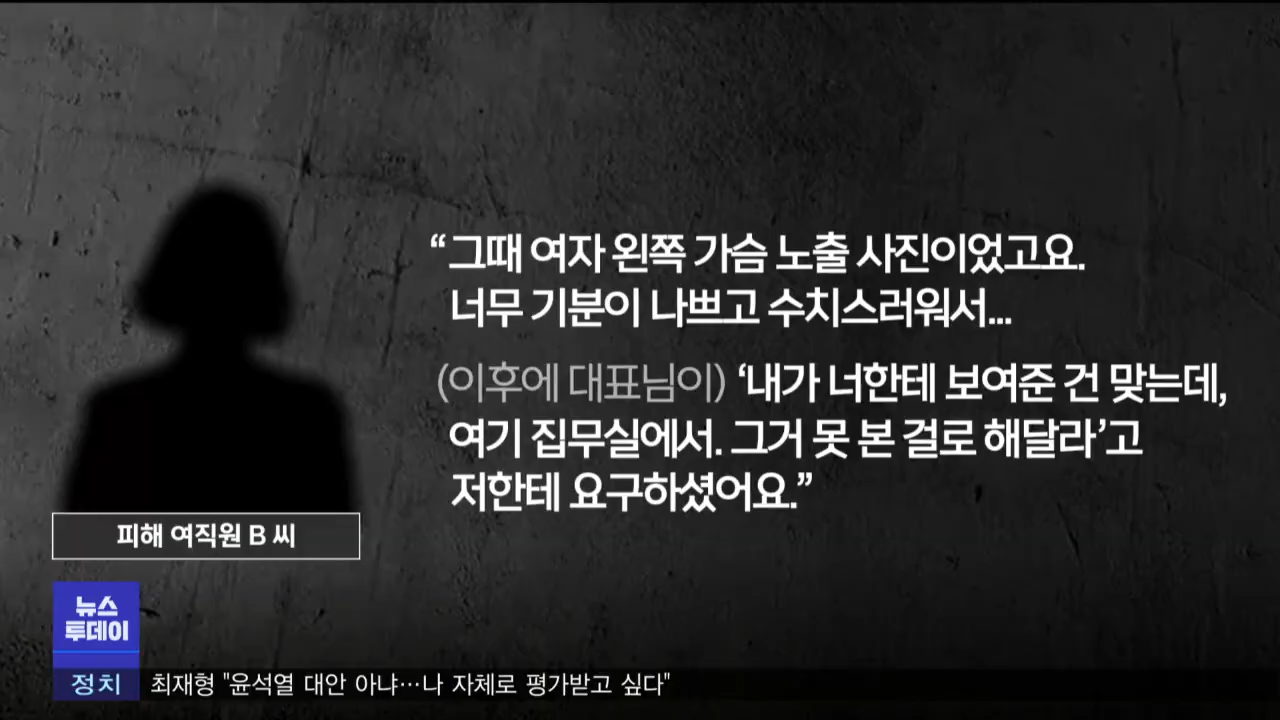 “그때 여자 왼쪽 가슴 노출 사진이었고요.
너무 기분이 나쁘고 수치스러워서...
(이후에 대표님이) ‘내가 너한테 보여준 건 맞는데,
여기 집무실에서. 그거 못 본 걸로 해달라’고
저한테 요구하셨어요.”
피해 여직원 B 씨
뉴스
투데이
정치 최재형 "윤석열 대안 아냐…나 자체로 평가받고 싶다"